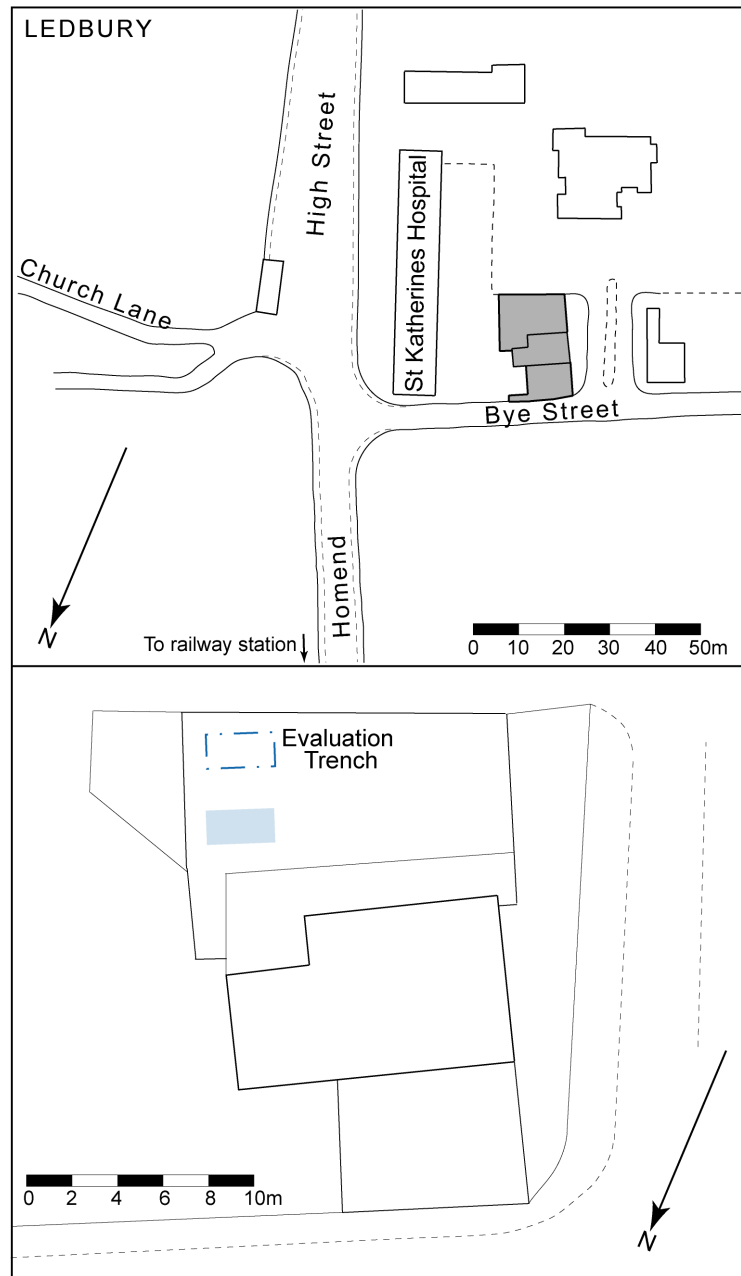 LEDBURY
High Street
St Katherines Hospital
Church Lane
Bye Street
Homend
N
To railway station
0 10 20 30 40 50m
Evaluation
Trench
0 2 4 6 8 10m
N